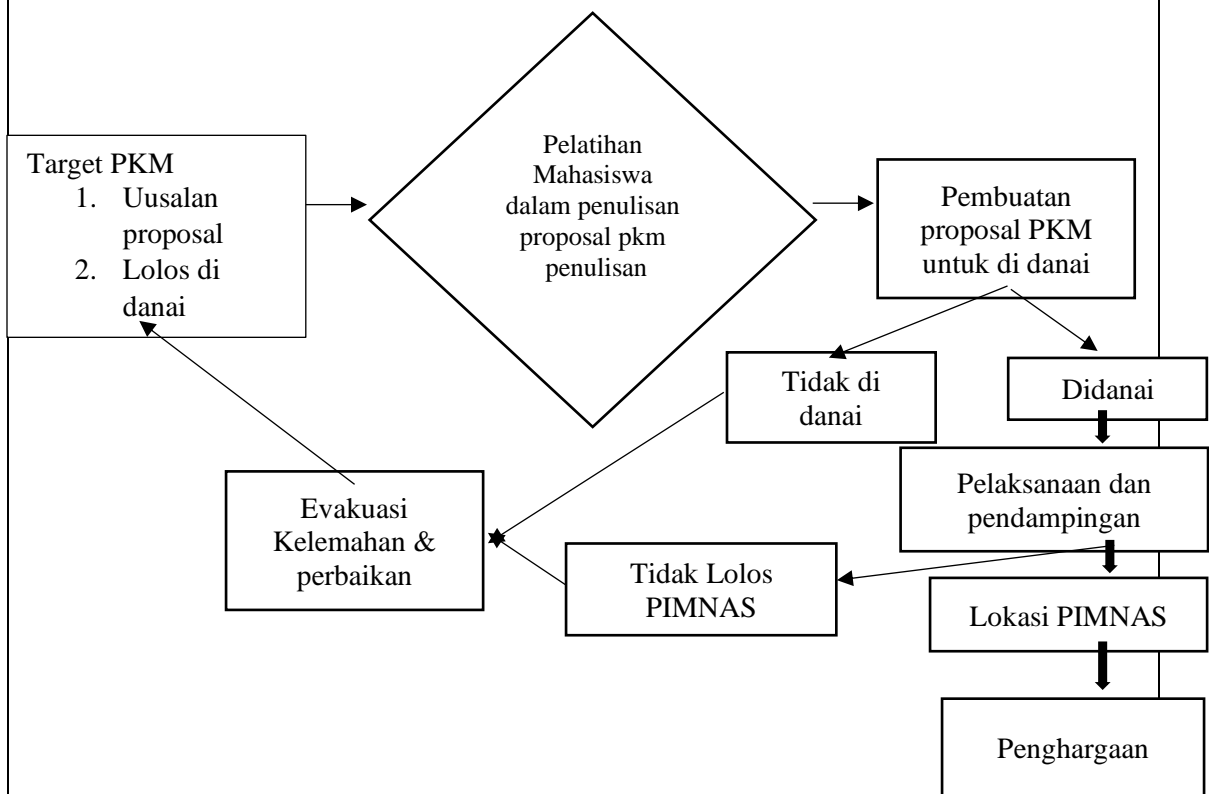 Target PKM
1. Uusalan
proposal
2. Lolos di
danai
Pelatihan
Mahasiswa
dalam penulisan
proposal pkm
penulisan
Pembuatan
proposal PKM
untuk di danai
Tidak di
danai
Didanai
Pelaksanaan dan
pendampingan
Evakuasi
Kelemahan &
perbaikan
Tidak Lolos
PIMNAS
Lokasi PIMNAS
Penghargaan